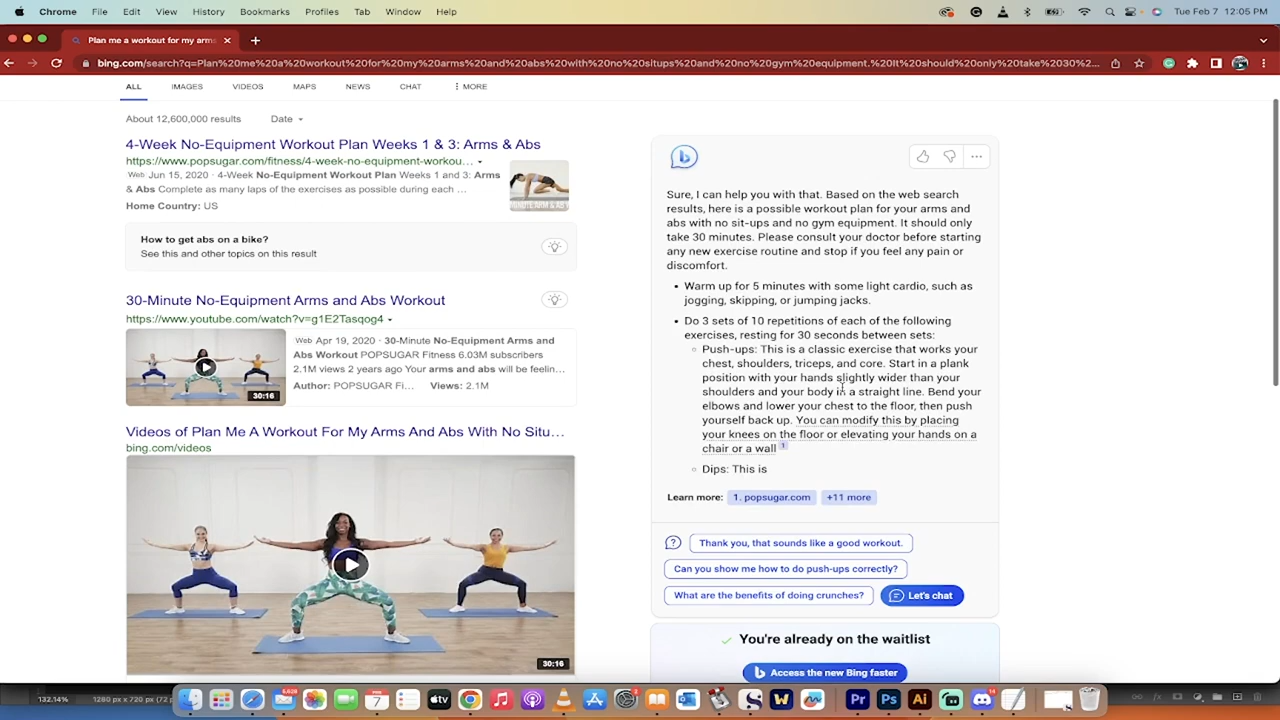 Chrome File Edit View History Bookmarks Profiles Tab Window Help Tue Feb 7 12:05 PM
Plan me a workout for my arms
bing.com/search?q=Plan%20me%20a%20workout%20for%20my%20arms%20and%20abs%20with%20no%20situps%20and%20no%20gym%20equipment.%20It%20should%20only%20take%2030%2...
ALL IMAGES VIDEOS MAPS NEWS CHAT MORE
About 12,600,000 results Date
4-Week No-Equipment Workout Plan Weeks 1 & 3: Arms & Abs
https://www.popsugar.com/fitness/4-week-no-equipment-workou...
Web Jun 15, 2020 · 4-Week No-Equipment Workout Plan Weeks 1 and 3: Arms
& Abs Complete as many laps of the exercises as possible during each ...
Home Country: US
How to get abs on a bike?
See this and other topics on this result
30-Minute No-Equipment Arms and Abs Workout
https://www.youtube.com/watch?v=g1E2Tasqog4
Web Apr 19, 2020 · 30-Minute No-Equipment Arms and
Abs Workout POPSUGAR Fitness 6.03M subscribers
2.1M views 2 years ago Your arms and abs will be feelin...
Author: POPSUGAR Fi... Views: 2.1M
30:16
Videos of Plan Me A Workout For My Arms And Abs With No Situ...
bing.com/videos
30:16
Sure, I can help you with that. Based on the web search
results, here is a possible workout plan for your arms and
abs with no sit-ups and no gym equipment. It should only
take 30 minutes. Please consult your doctor before starting
any new exercise routine and stop if you feel any pain or
discomfort.
Warm up for 5 minutes with some light cardio, such as
jogging, skipping, or jumping jacks.
Do 3 sets of 10 repetitions of each of the following
exercises, resting for 30 seconds between sets:
Push-ups: This is a classic exercise that works your
chest, shoulders, triceps, and core. Start in a plank
position with your hands slightly wider than your
shoulders and your body in a straight line. Bend your
elbows and lower your chest to the floor, then push
yourself back up. You can modify this by placing
your knees on the floor or elevating your hands on a
chair or a wall 1
Dips: This is
Learn more: 1. popsugar.com +11 more
Thank you, that sounds like a good workout.
Can you show me how to do push-ups correctly?
What are the benefits of doing crunches? Let's chat
You're already on the waitlist
Access the new Bing faster
132.14% 1280 px x 720 px (72 p